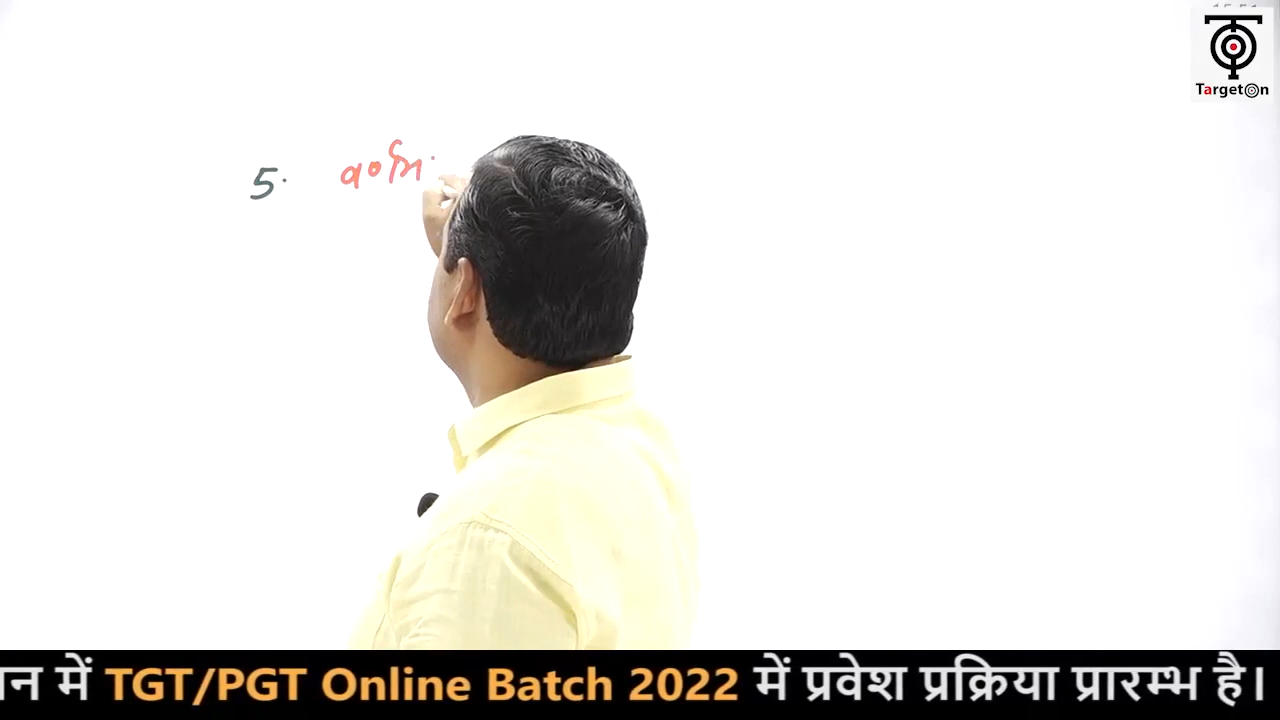 TargetOn
5.
न में TGT/PGT Online Batch 2022 में प्रवेश प्रक्रिया प्रारम्भ है।